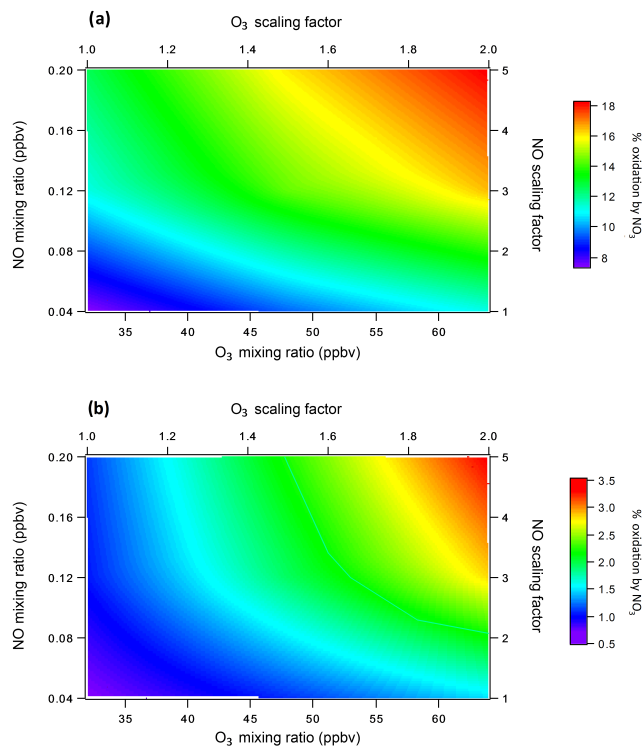 (a)
O3 scaling factor
1.0 1.2 1.4 1.6 1.8 2.0
NO mixing ratio (ppbv)
0.20
0.16
0.12
0.08
0.04
5
4
3
2
1
NO scaling factor
35 40 45 50 55 60
O3 mixing ratio (ppbv)
18
16
14
12
10
8
% oxidation by NO3
(b)
O3 scaling factor
1.0 1.2 1.4 1.6 1.8 2.0
NO mixing ratio (ppbv)
0.20
0.16
0.12
0.08
0.04
5
4
3
2
1
NO scaling factor
35 40 45 50 55 60
O3 mixing ratio (ppbv)
3.5
3.0
2.5
2.0
1.5
1.0
0.5
% oxidation by NO3